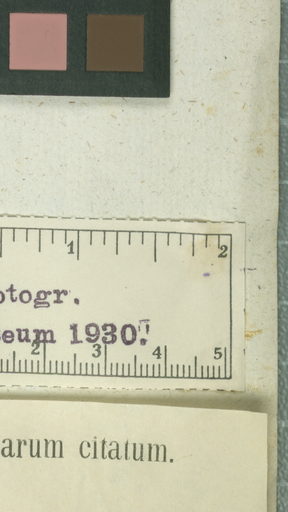 1 2
otogr.
eum 1930.
2 3 4 5
arum citatum.